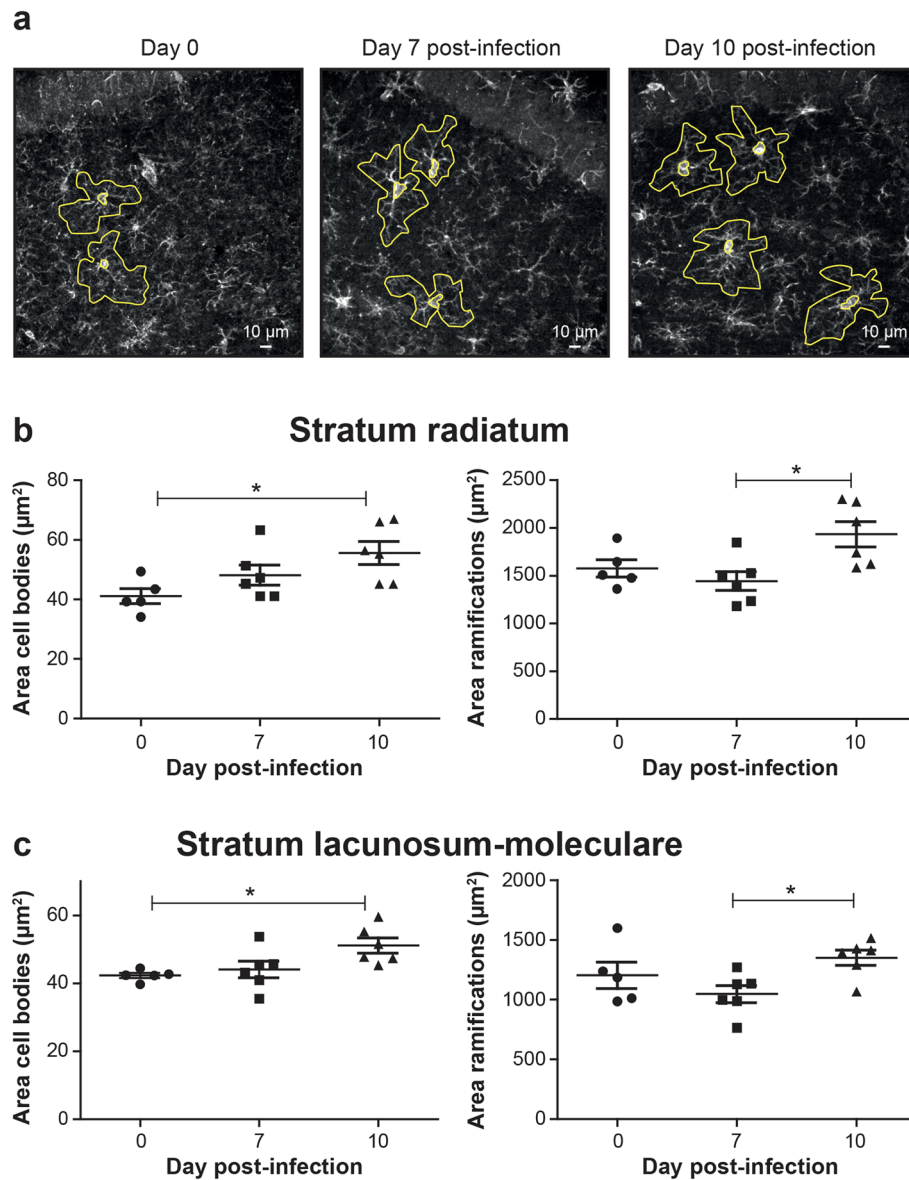 a
Day 0
Day 7 post-infection
Day 10 post-infection
10 µm
10 µm
10 µm
b
Stratum radiatum
Area cell bodies (µm²)
80
60
40
20
0
*
0 7 10
Day post-infection
Area ramifications (µm²)
2500
2000
1500
1000
500
0
*
0 7 10
Day post-infection
c
Stratum lacunosum-moleculare
Area cell bodies (µm²)
60
40
20
0
*
0 7 10
Day post-infection
Area ramifications (µm²)
2000
1500
1000
500
0
*
0 7 10
Day post-infection